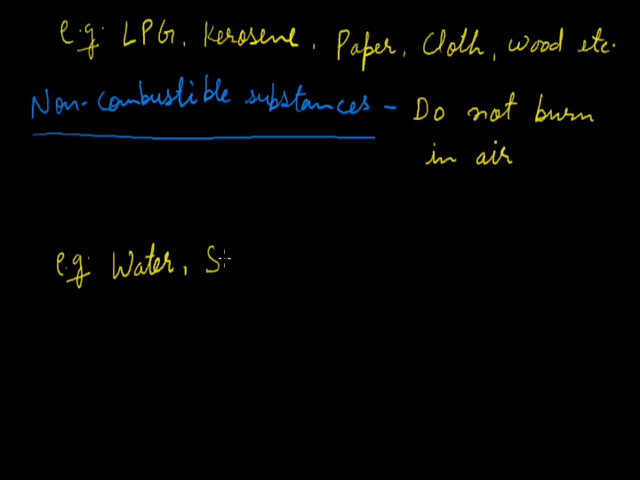 e.g: LPG, Kerosene, Paper, Cloth, wood etc.
Non-combustible substances - Do not burn
in air
e.g: Water, S